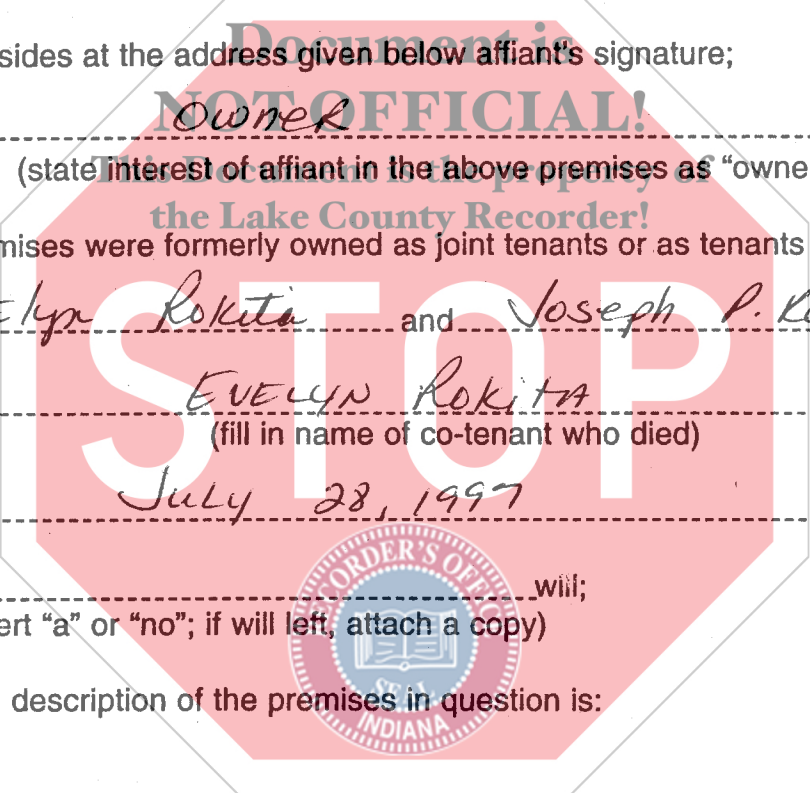 Document is
sides at the address given below affiant's signature;
NOT OFFICIAL!
OWNER
This Document is the property of
(state interest of affiant in the above premises as "owne
the Lake County Recorder!
mises were formerly owned as joint tenants or as tenants
elyn Rokita and Joseph P. Ro
STOP
EVELYN ROKITA
(fill in name of co-tenant who died)
July 28, 1997
RECORDER'S OFFICE
will;
ert "a" or "no"; if will left, attach a copy)
SEAL
description of the premises in question is:
INDIANA